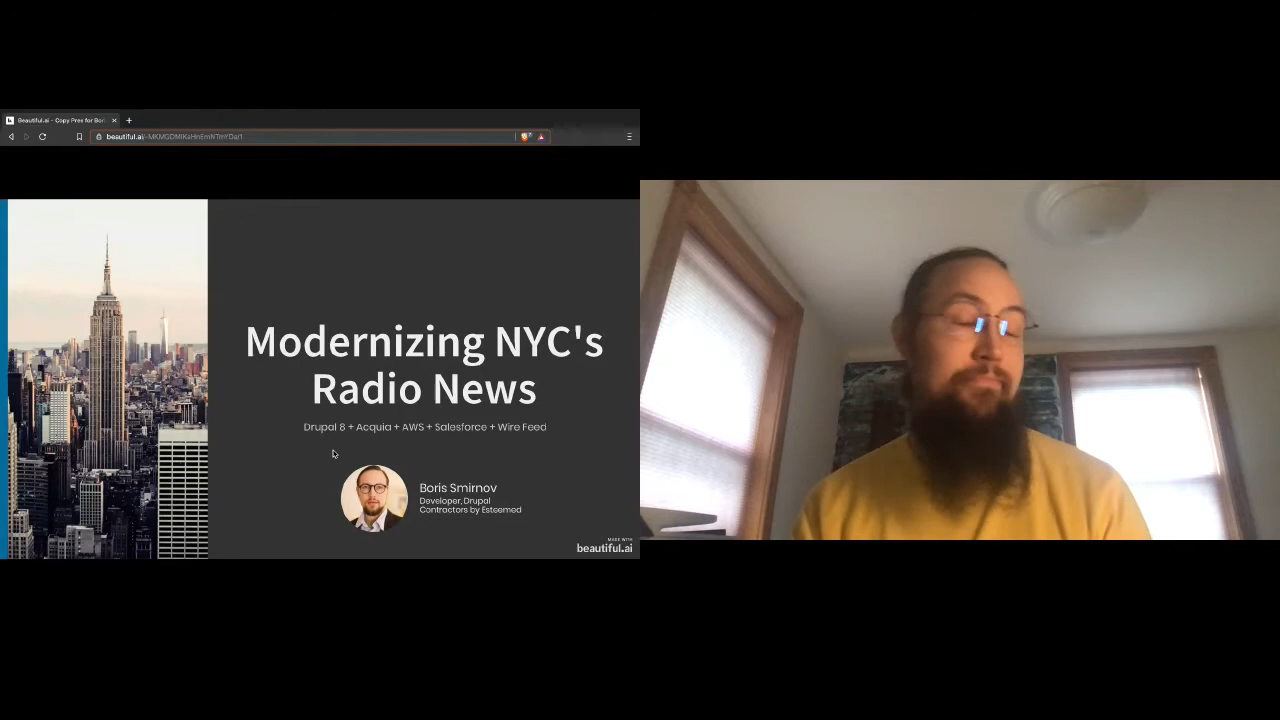 Beautiful.ai - Copy Pres for Bori
beautiful.ai
Modernizing NYC's
Radio News
Drupal 8 + Acquia + AWS + Salesforce + Wire Feed
Boris Smirnov
Developer, Drupal
Contractors by Esteemed
MADE WITH
beautiful.ai